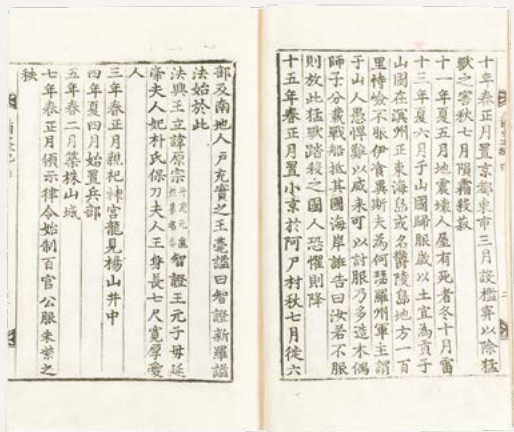 十年春正月置京都東市三月設檻穽以除猛
獸之害秋七月隕霜殺菽
十一年夏五月地震壞人屋有死者冬十月雷
十三年夏六月于山國歸服歲以土宜為貢于
山國在溟州正東海島或名鬱陵島地方一百
里恃嶮不服伊飡異斯夫為何瑟羅州軍主謂
于山人愚悍難以威来可以計服乃多造木偶
師子分載戰船抵其國海岸誑告曰汝若不服
則放此猛獸踏殺之國人恐懼則降
十五年春正月置小京於阿尸村秋七月徙六
部及南地人戶充實之王薨謚曰智證新羅謚
法始於此
法興王立諱原宗 智證王元子母延
帝夫人妃朴氏保刀夫人王身長七尺寬厚愛
人
三年春正月親祀神宮龍見楊山井中
四年夏四月始置兵部
五年春二月築株山城
七年春正月頒示律令始制百官公服朱紫之
秩